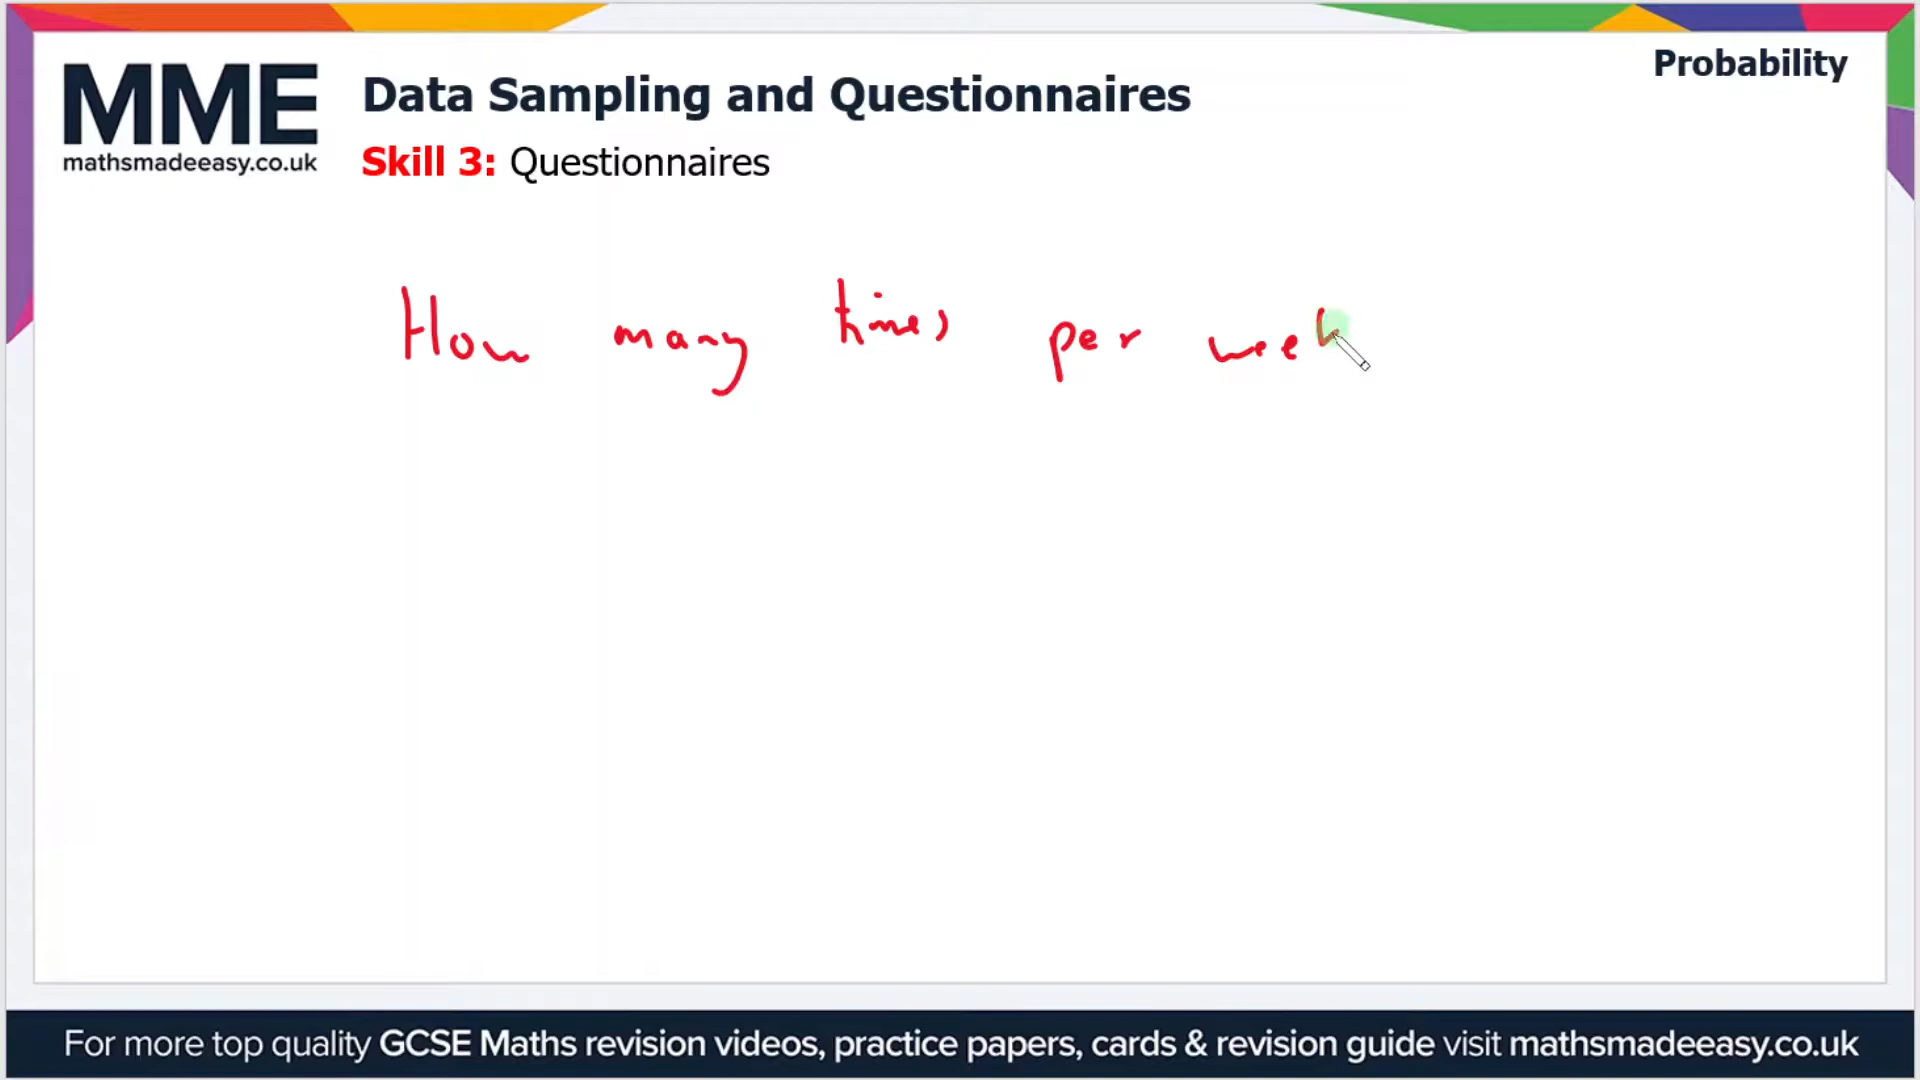 Probability
MME
mathsmadeeasy.co.uk
Data Sampling and Questionnaires
Skill 3: Questionnaires
How many times per week
For more top quality GCSE Maths revision videos, practice papers, cards & revision guide visit mathsmadeeasy.co.uk